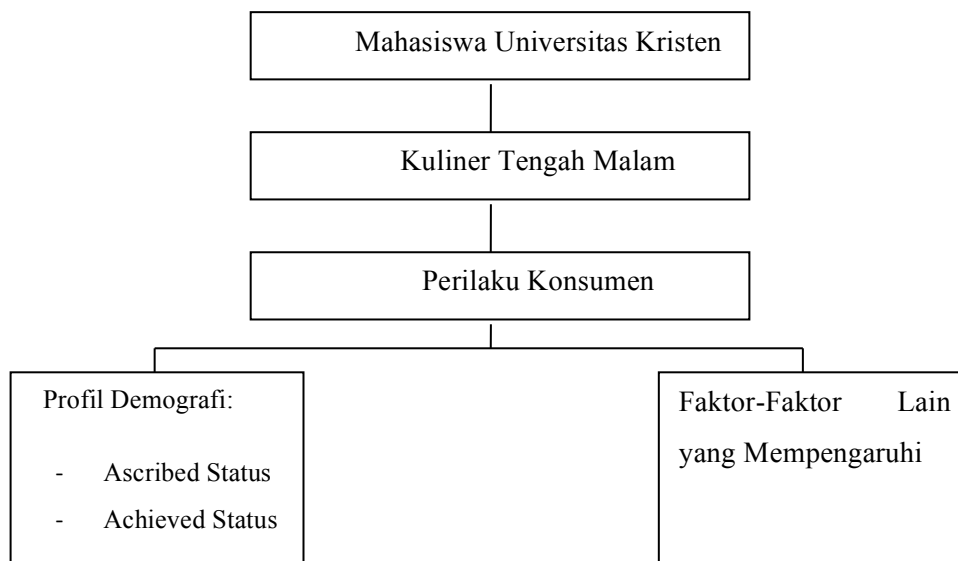 Mahasiswa Universitas Kristen
Kuliner Tengah Malam
Perilaku Konsumen
Profil Demografi:
- Ascribed Status
- Achieved Status
Faktor-Faktor Lain
yang Mempengaruhi